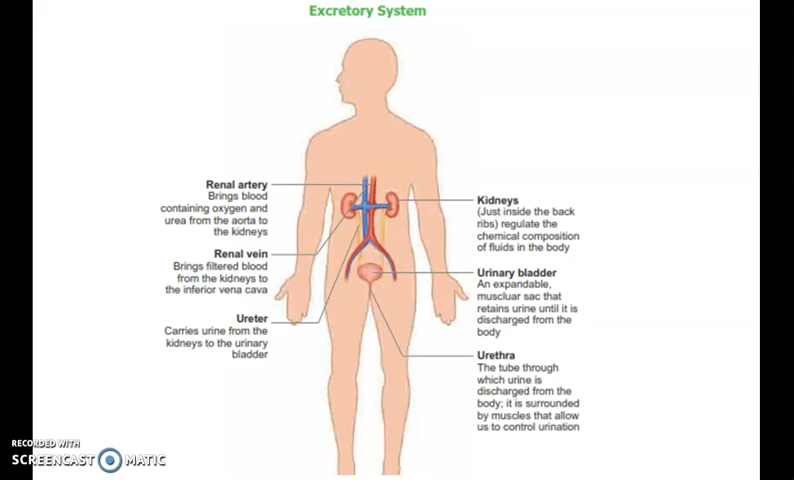 Excretory System
Renal artery
Brings blood
containing oxygen and
urea from the aorta to
the kidneys
Renal vein
Brings filtered blood
from the kidneys to
the inferior vena cava
Ureter
Carries urine from the
kidneys to the urinary
bladder
Kidneys
(Just inside the back
ribs) regulate the
chemical composition
of fluids in the body
Urinary bladder
An expandable,
muscluar sac that
retains urine until it is
discharged from the
body
Urethra
The tube through
which urine is
discharged from the
body; it is surrounded
by muscles that allow
us to control urination
RECORDED WITH
SCREENCAST MATIC